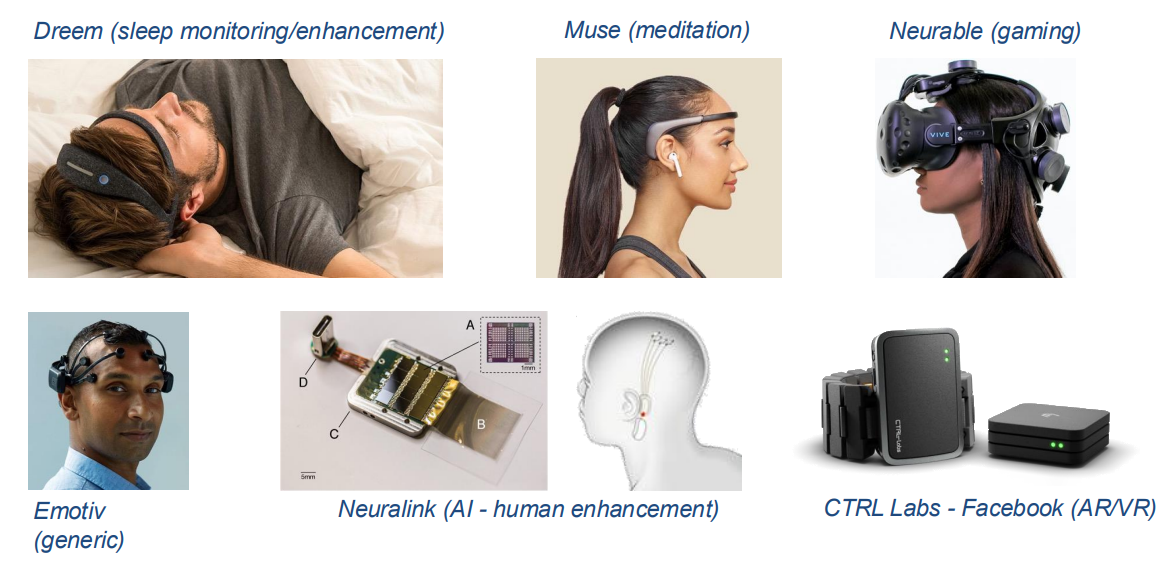 Dreem (sleep monitoring/enhancement)
Muse (meditation)
Neurable (gaming)
VIVE
A
1mm
D
B
C
5mm
CTRL-Labs
Emotiv
(generic)
Neuralink (AI - human enhancement)
CTRL Labs - Facebook (AR/VR)